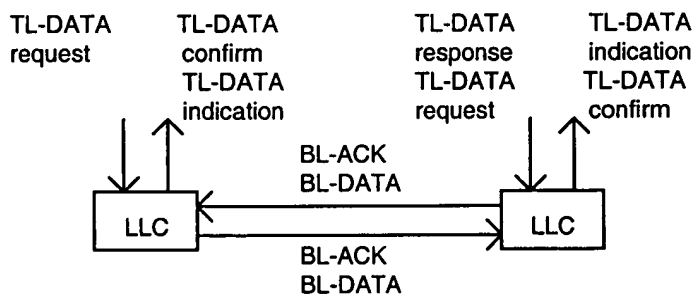 TL-DATA
request
TL-DATA
confirm
TL-DATA
indication
TL-DATA
response
TL-DATA
request
TL-DATA
indication
TL-DATA
confirm
BL-ACK
BL-DATA
LLC
LLC
BL-ACK
BL-DATA